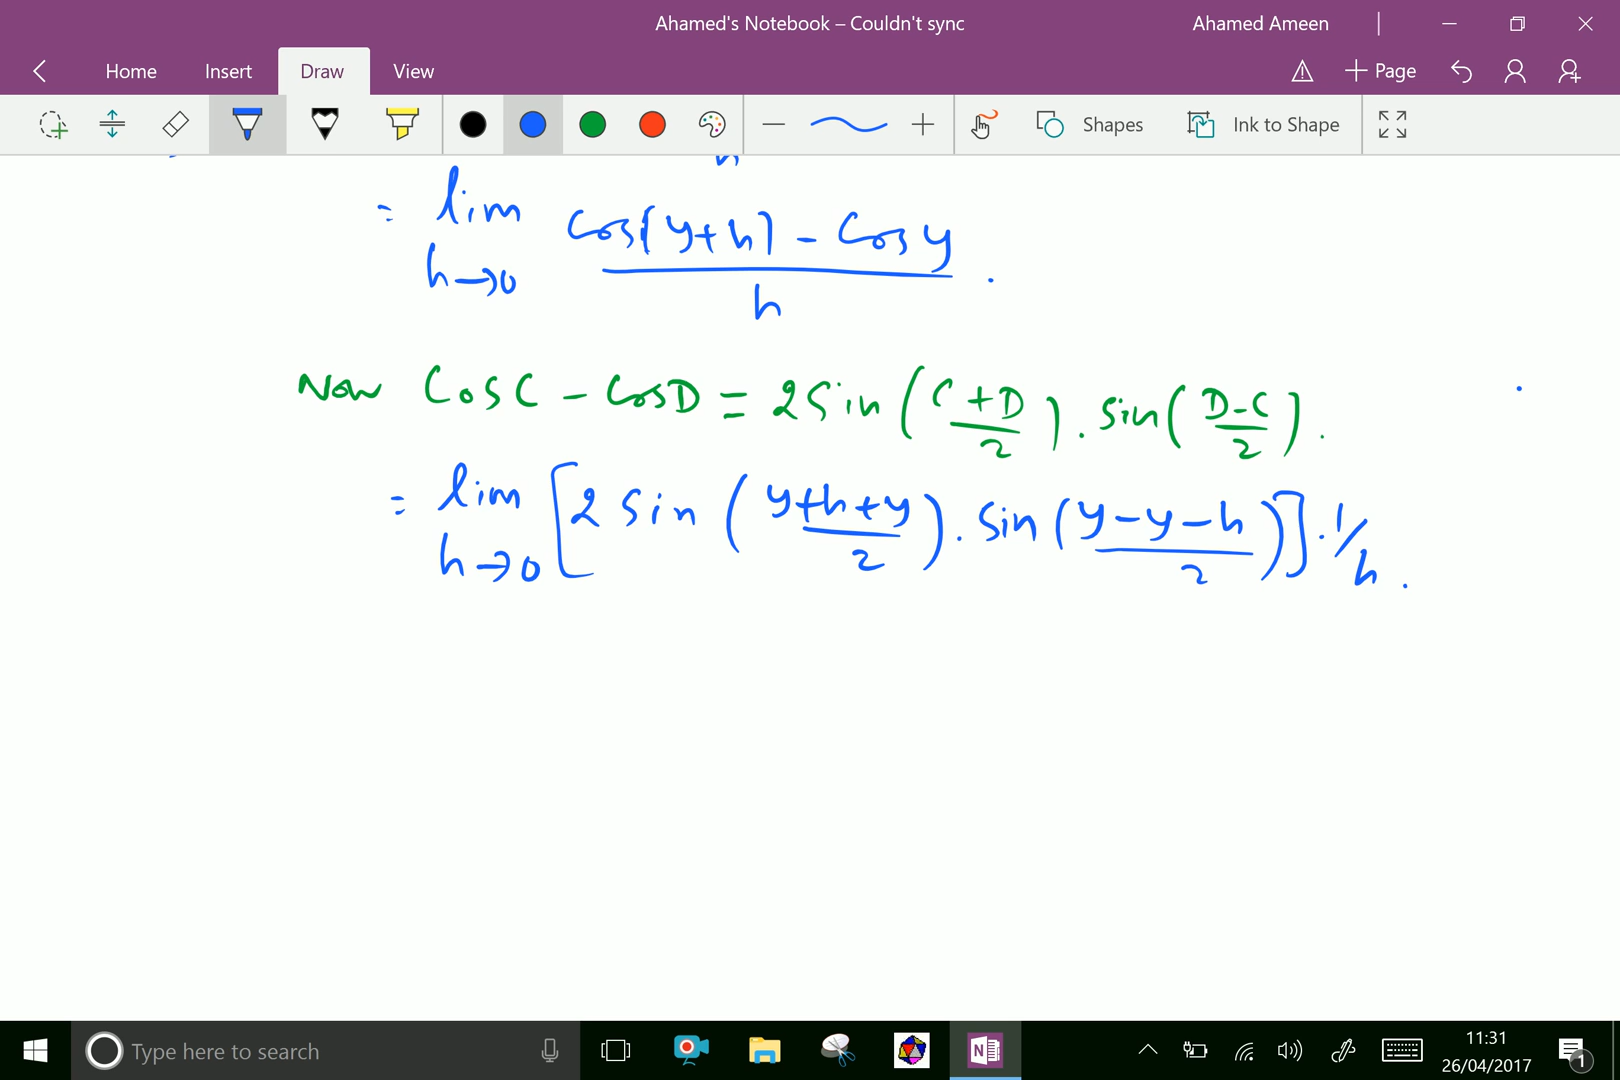 Ahamed's Notebook – Couldn't sync
Ahamed Ameen
Home Insert Draw View
Page
Shapes
Ink to Shape
= lim h→0 Cos(y+h) - Cos y / h .
Now Cos C - Cos D = 2 Sin (C+D / 2) . Sin (D-C / 2) .
= lim h→0 [2 Sin (y+h+y / 2) . Sin (y-y-h / 2)] . 1/h .
Type here to search
N
11:31
26/04/2017
1